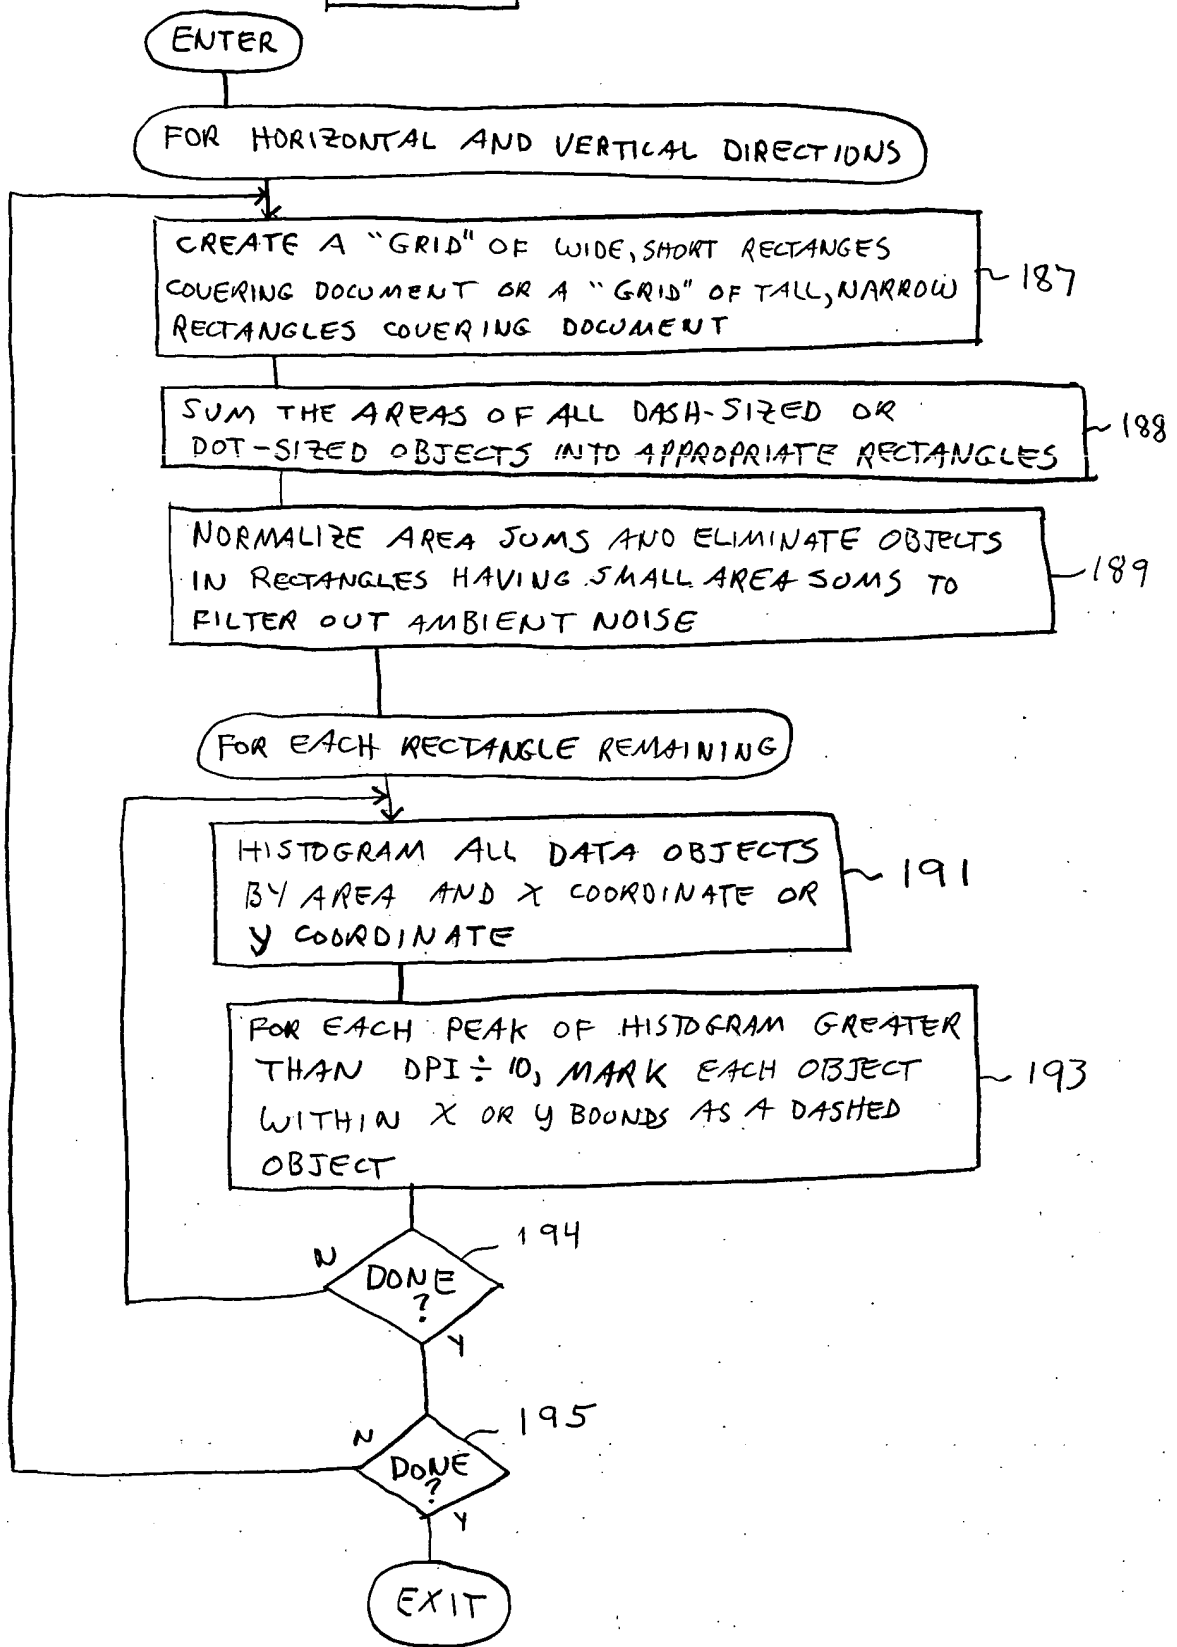 ENTER
FOR HORIZONTAL AND VERTICAL DIRECTIONS
CREATE A "GRID" OF WIDE, SHORT RECTANGES
COVERING DOCUMENT OR A "GRID" OF TALL, NARROW
RECTANGLES COVERING DOCUMENT
187
SUM THE AREAS OF ALL DASH-SIZED OR
DOT-SIZED OBJECTS INTO APPROPRIATE RECTANGLES
188
NORMALIZE AREA SUMS AND ELIMINATE OBJECTS
IN RECTANGLES HAVING SMALL AREA SUMS TO
FILTER OUT AMBIENT NOISE
189
FOR EACH RECTANGLE REMAINING
HISTOGRAM ALL DATA OBJECTS
BY AREA AND X COORDINATE OR
Y COORDINATE
191
FOR EACH PEAK OF HISTOGRAM GREATER
THAN DPI ÷ 10, MARK EACH OBJECT
WITHIN X OR Y BOUNDS AS A DASHED
OBJECT
193
194
N
DONE
?
Y
195
N
DONE
?
Y
EXIT